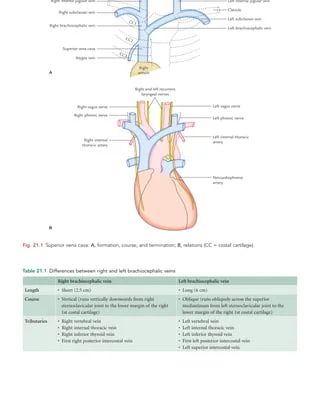 Right internal jugular vein
Left internal jugular vein
Clavicle
Right subclavian vein
Left subclavian vein
Right brachiocephalic vein
Left brachiocephalic vein
CC1
CC2
Superior vena cava
Azygos vein
Right
atrium
A
Right and left recurrent
laryngeal nerves
Right vagus nerve
Left vagus nerve
Right phrenic nerve
Left phrenic nerve
Right internal
thoracic artery
Left internal thoracic
artery
Pericardiophrenic
artery
B
Fig. 21.1 Superior vena cava: A, formation, course, and termination; B, relations (CC = costal cartilage).
Table 21.1 Differences between right and left brachiocephalic veins
Right brachiocephalic vein Left brachiocephalic vein
Length • Short (2.5 cm) • Long (6 cm)
Course • Vertical (runs vertically downwards from right • Oblique (runs obliquely across the superior
sternoclavicular joint to the lower margin of the right mediastinum from left sternoclavicular joint to the
1st costal cartilage) lower margin of the right 1st costal cartilage)
Tributaries • Right vertebral vein • Left vertebral vein
• Right internal thoracic vein • Left internal thoracic vein
• Right inferior thyroid vein • Left inferior thyroid vein
• First right posterior intercostal vein • First left posterior intercostal vein
• Left superior intercostal vein